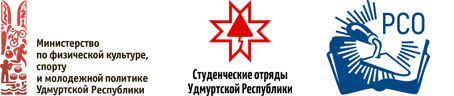 Министерство
по физической культуре,
спорту
и молодежной политике
Удмуртской Республики
Студенческие отряды
Удмуртской Республики
РСО